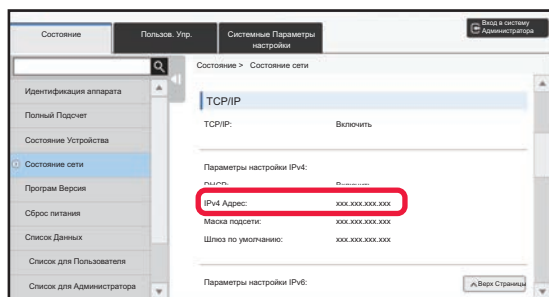 Состояние
Пользов. Упр.
Системные Параметры
настройки
Вход в систему
Администратора
Состояние > Состояние сети
Идентификация аппарата
Полный Подсчет
Состояние Устройства
Состояние сети
Програм Версия
Сброс питания
Список Данных
Список для Пользователя
Список для Администратора
TCP/IP
TCP/IP: Включить
Параметры настройки IPv4:
DHCP: Включить
IPv4 Адрес: xxx.xxx.xxx.xxx
Маска подсети: xxx.xxx.xxx.xxx
Шлюз по умолчанию: xxx.xxx.xxx.xxx
Параметры настройки IPv6:
Верх Страницы